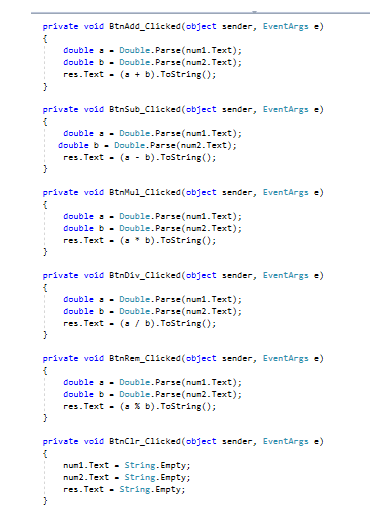 private void BtnAdd_Clicked(object sender, EventArgs e)
{
double a = Double.Parse(num1.Text);
double b = Double.Parse(num2.Text);
res.Text = (a + b).ToString();
}
private void BtnSub_Clicked(object sender, EventArgs e)
{
double a = Double.Parse(num1.Text);
double b = Double.Parse(num2.Text);
res.Text = (a - b).ToString();
}
private void BtnMul_Clicked(object sender, EventArgs e)
{
double a = Double.Parse(num1.Text);
double b = Double.Parse(num2.Text);
res.Text = (a * b).ToString();
}
private void BtnDiv_Clicked(object sender, EventArgs e)
{
double a = Double.Parse(num1.Text);
double b = Double.Parse(num2.Text);
res.Text = (a / b).ToString();
}
private void BtnRem_Clicked(object sender, EventArgs e)
{
double a = Double.Parse(num1.Text);
double b = Double.Parse(num2.Text);
res.Text = (a % b).ToString();
}
private void BtnClr_Clicked(object sender, EventArgs e)
{
num1.Text = String.Empty;
num2.Text = String.Empty;
res.Text = String.Empty;
}